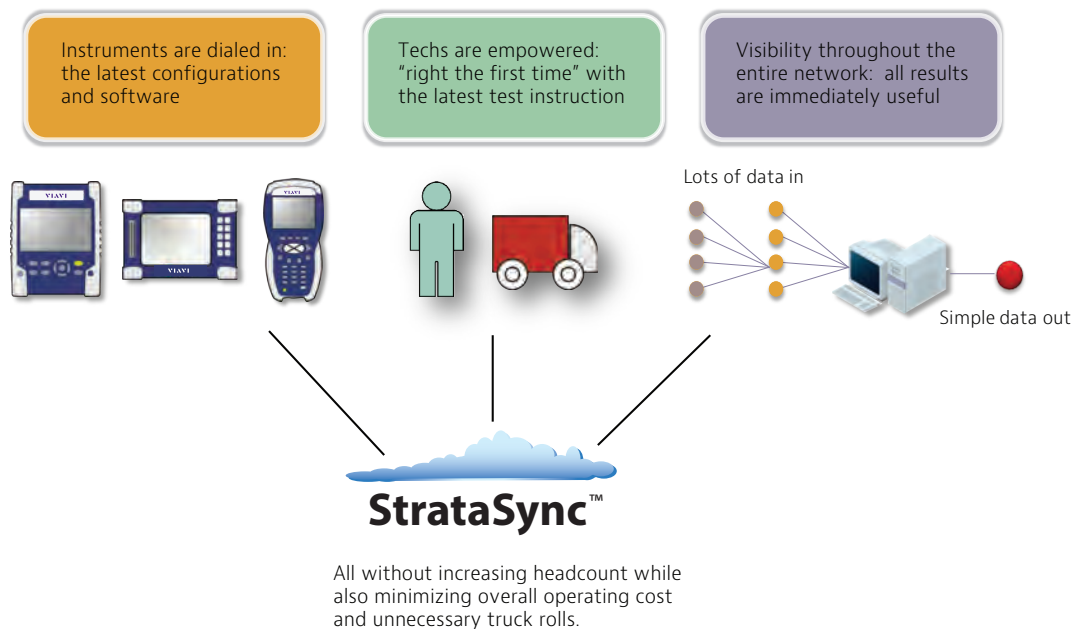 Instruments are dialed in:
the latest configurations
and software
Techs are empowered:
“right the first time” with
the latest test instruction
Visibility throughout the
entire network:  all results
are immediately useful
VIAVI
VIAVI
VIAVI
Lots of data in
Simple data out
StrataSync™
All without increasing headcount while
also minimizing overall operating cost
and unnecessary truck rolls.